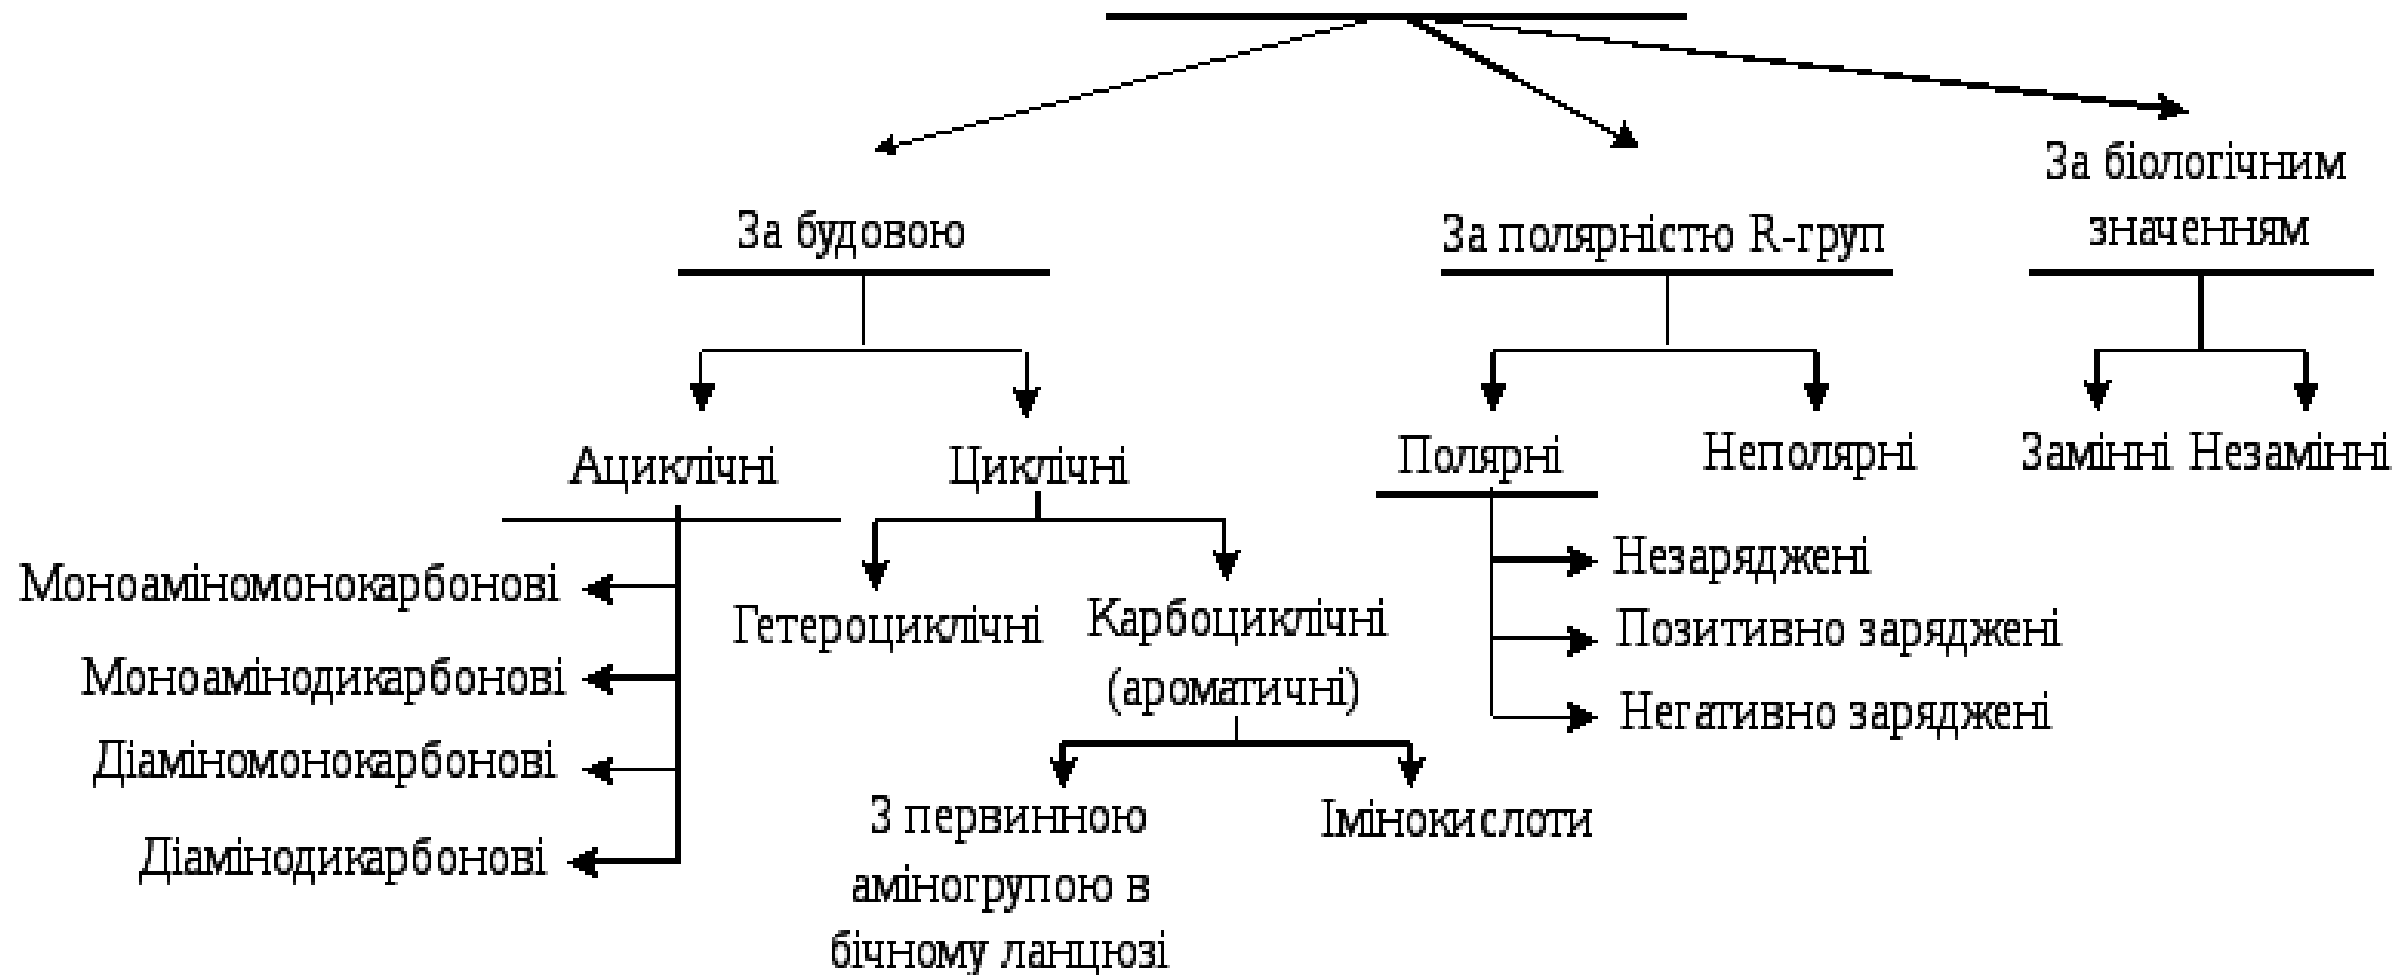 За будовою
За полярністю R-груп
За біологічним
значенням
Ациклічні
Циклічні
Полярні
Неполярні
Замінні
Незамінні
Моноаміномонокарбонові
Моноамінодикарбонові
Діаміномонокарбонові
Діамінодикарбонові
Гетероциклічні
Карбоциклічні
(ароматичні)
З первинною
аміногрупою в
бічному ланцюзі
Імінокислоти
Незаряджені
Позитивно заряджені
Негативно заряджені